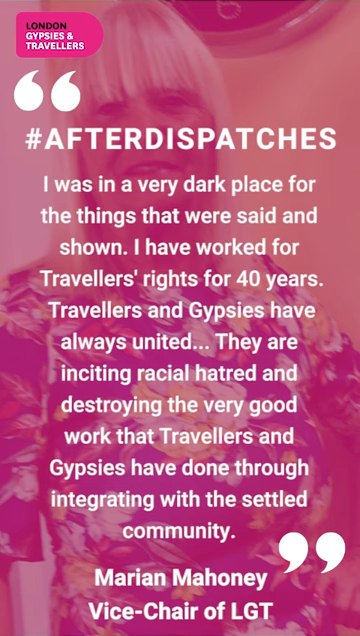 LONDON
GYPSIES &
TRAVELLERS
“
#AFTERDISPATCHES
I was in a very dark place for
the things that were said and
shown. I have worked for
Travellers' rights for 40 years.
Travellers and Gypsies have
always united... They are
inciting racial hatred and
destroying the very good
work that Travellers and
Gypsies have done through
integrating with the settled
community.
”
Marian Mahoney
Vice-Chair of LGT